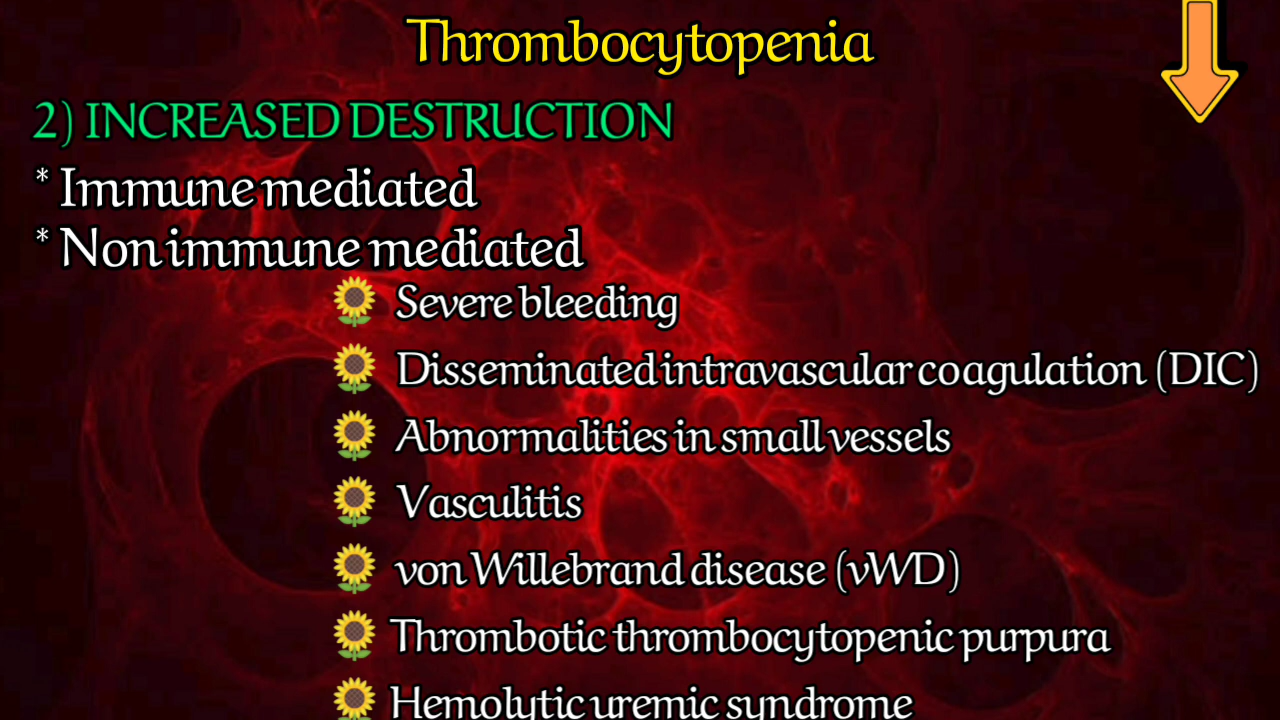 Thrombocytopenia
2) INCREASED DESTRUCTION
* Immune mediated
* Non immune mediated
Severe bleeding
Disseminated intravascular coagulation (DIC)
Abnormalities in small vessels
Vasculitis
von Willebrand disease (vWD)
Thrombotic thrombocytopenic purpura
Hemolytic uremic syndrome